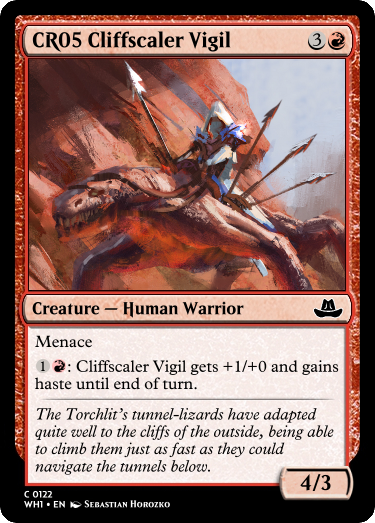 CR05 Cliffscaler Vigil 3
Creature — Human Warrior
Menace
1 : Cliffscaler Vigil gets +1/+0 and gains
haste until end of turn.
The Torchlit's tunnel-lizards have adapted
quite well to the cliffs of the outside, being able
to climb them just as fast as they could
navigate the tunnels below.
4/3
C 0122
WH1 • EN Sebastian Horozko